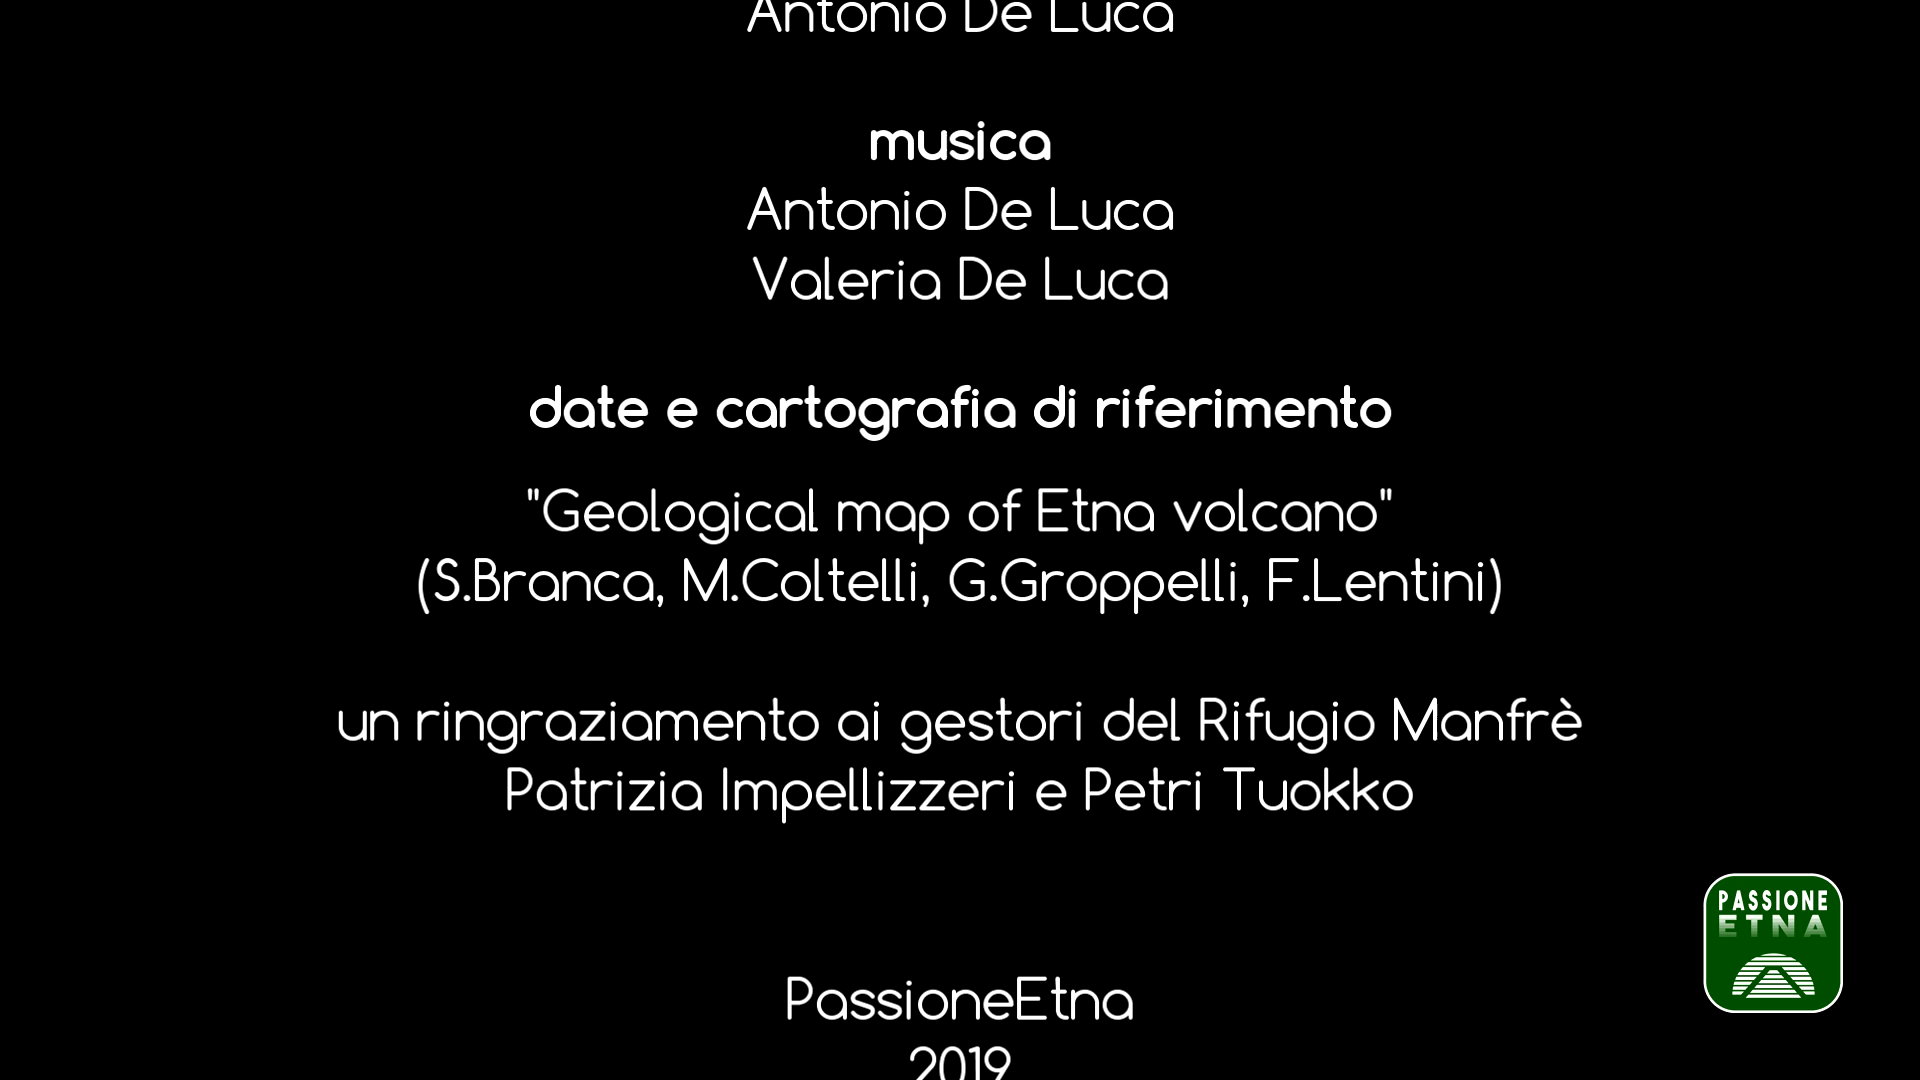 Antonio De Luca
musica
Antonio De Luca
Valeria De Luca
date e cartografia di riferimento
"Geological map of Etna volcano"
(S.Branca, M.Coltelli, G.Groppelli, F.Lentini)
un ringraziamento ai gestori del Rifugio Manfrè
Patrizia Impellizzeri e Petri Tuokko
PASSIONE
ETNA
PassioneEtna
2019